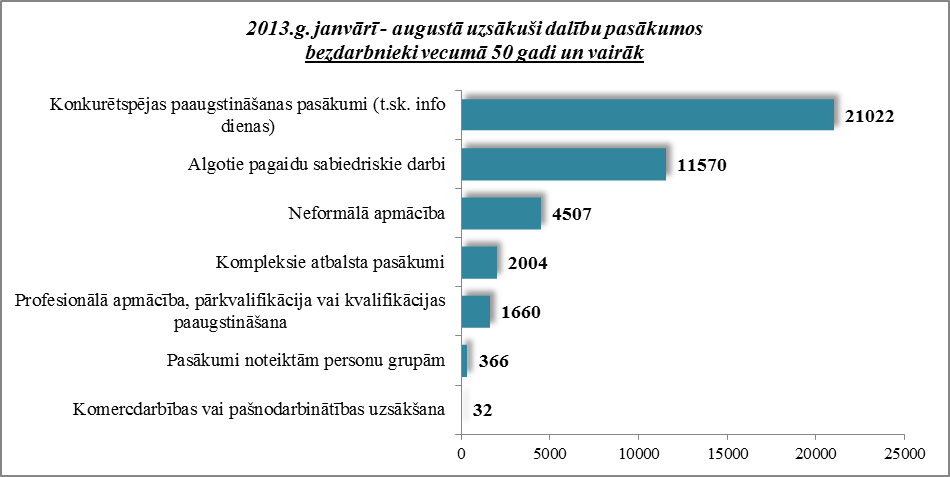 2013.g. janvārī - augustā uzsākuši dalību pasākumos
bezdarbnieki vecumā 50 gadi un vairāk
Konkurētspējas paaugstināšanas pasākumi (t.sk. info
dienas)
21022
Algotie pagaidu sabiedriskie darbi
11570
Neformālā apmācība
4507
Kompleksie atbalsta pasākumi
2004
Profesionālā apmācība, pārkvalifikācija vai kvalifikācijas
paaugstināšana
1660
Pasākumi noteiktām personu grupām
366
Komercdarbības vai pašnodarbinātības uzsākšana
32
0 5000 10000 15000 20000 25000